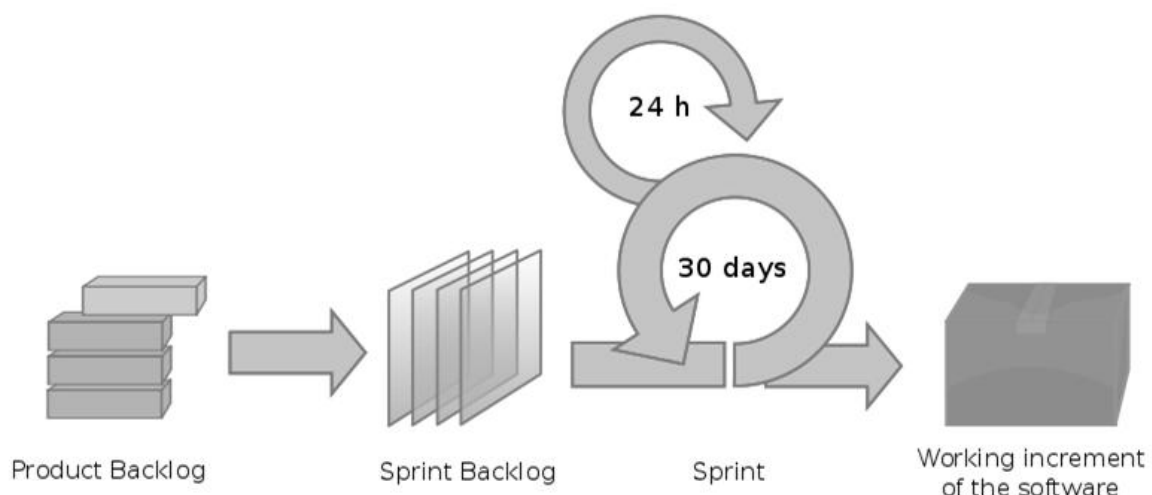 24 h
30 days
Product Backlog
Sprint Backlog
Sprint
Working increment
of the software